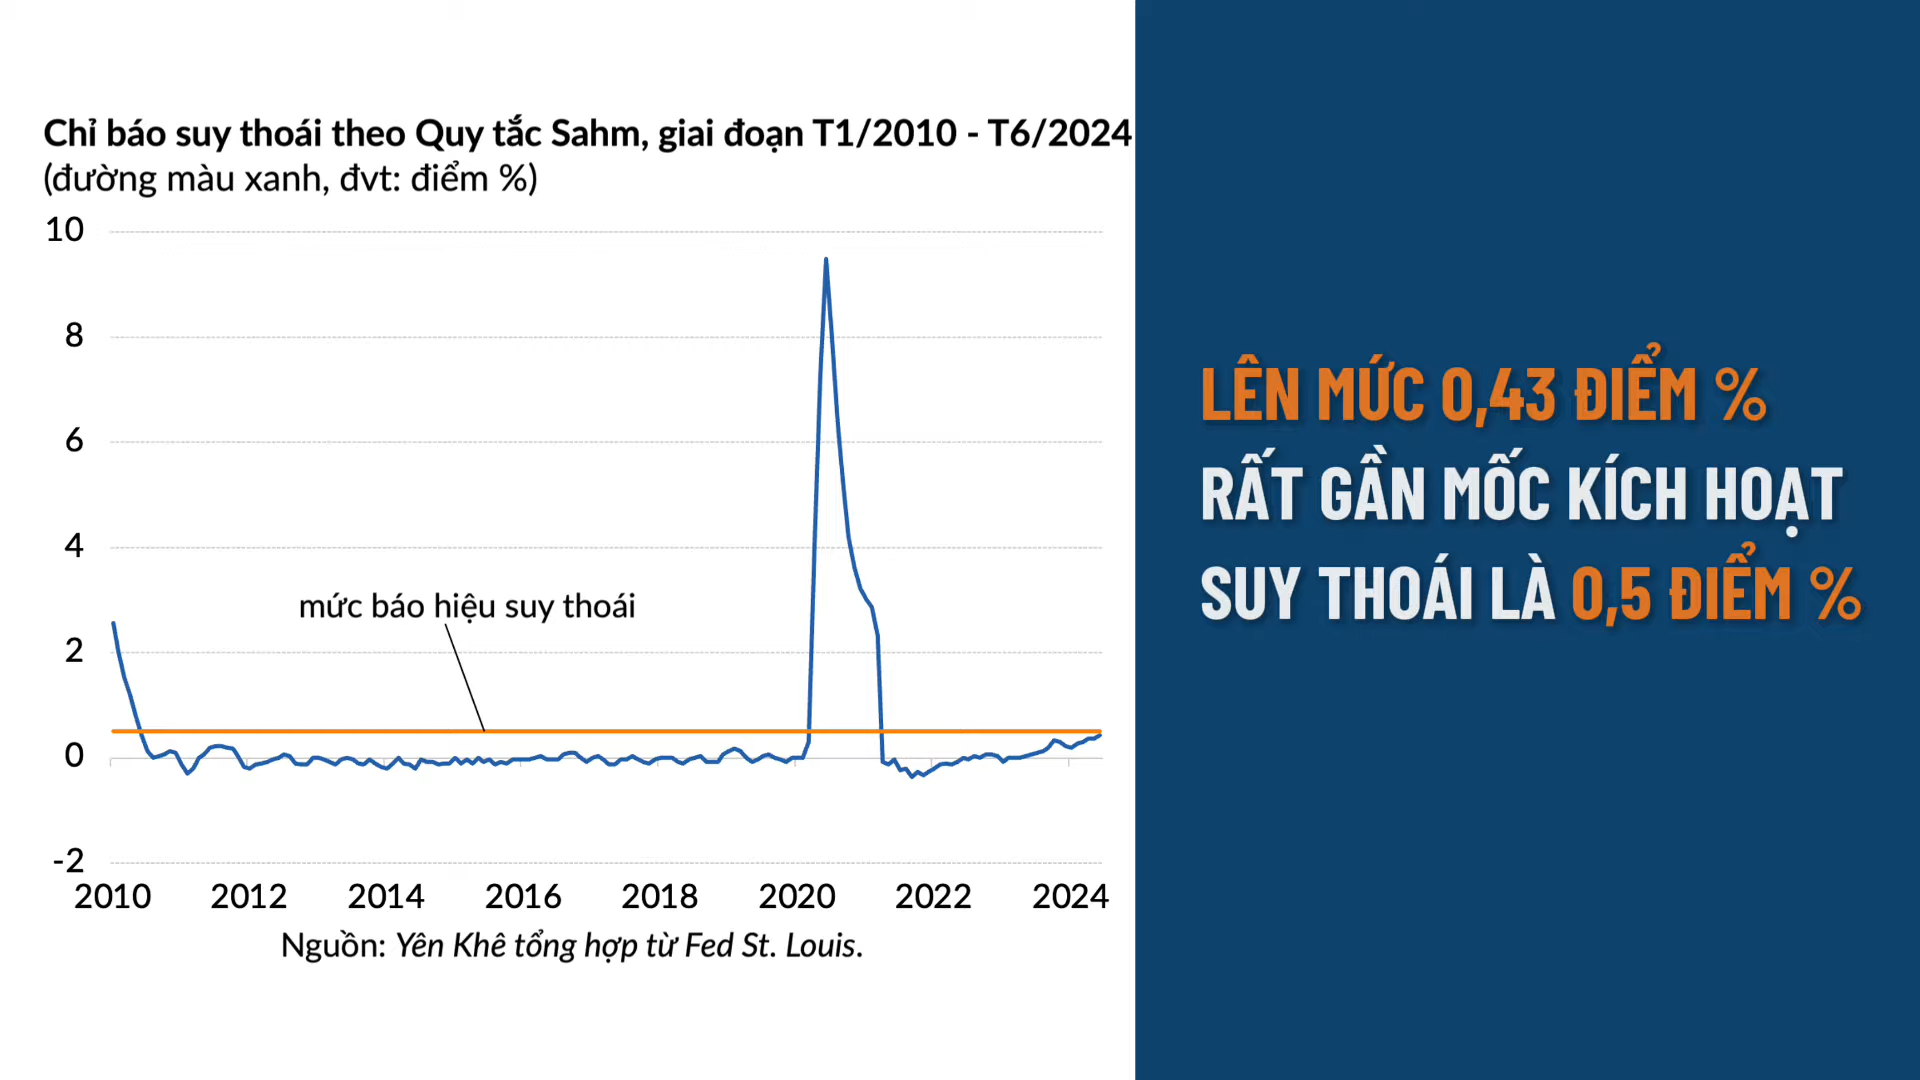 Chỉ báo suy thoái theo Quy tắc Sahm, giai đoạn T1/2010 - T6/2024
(đường màu xanh, đvt: điểm %)
10
8
6
4
mức báo hiệu suy thoái
2
0
-2
2010 2012 2014 2016 2018 2020 2022 2024
Nguồn: Yên Khê tổng hợp từ Fed St. Louis.
LÊN MỨC 0,43 ĐIỂM %
RẤT GẦN MỐC KÍCH HOẠT
SUY THOÁI LÀ 0,5 ĐIỂM %